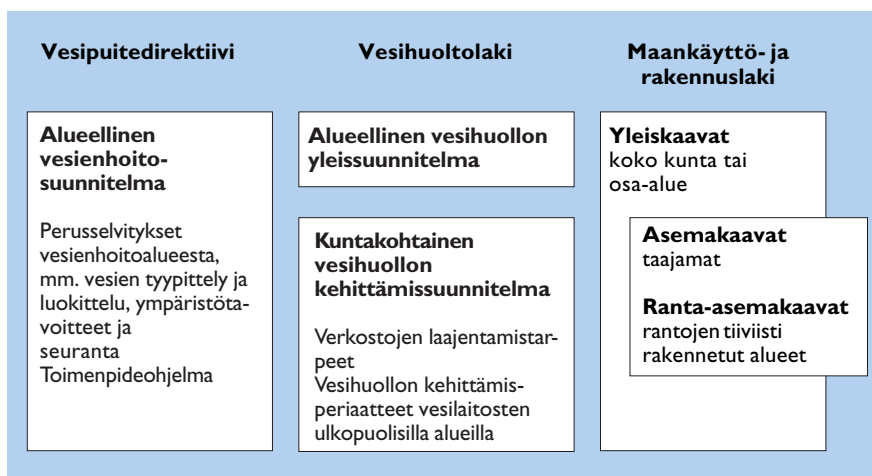 Vesipuitedirektiivi
Alueellinen
vesienhoito-
suunnitelma
Perusselvitykset
vesienhoitoalueesta,
mm. vesien tyypittely ja
luokittelu, ympäristöta-
voitteet ja
seuranta
Toimenpideohjelma
Vesihuoltolaki
Alueellinen vesihuollon
yleissuunnitelma
Kuntakohtainen
vesihuollon
kehittämissuunnitelma
Verkostojen laajentamistar-
peet
Vesihuollon kehittämis-
periaatteet vesilaitosten
ulkopuolisilla alueilla
Maankäyttö- ja
rakennuslaki
Yleiskaavat
koko kunta tai
osa-alue
Asemakaavat
taajamat
Ranta-asemakaavat
rantojen tiiviisti
rakennetut alueet